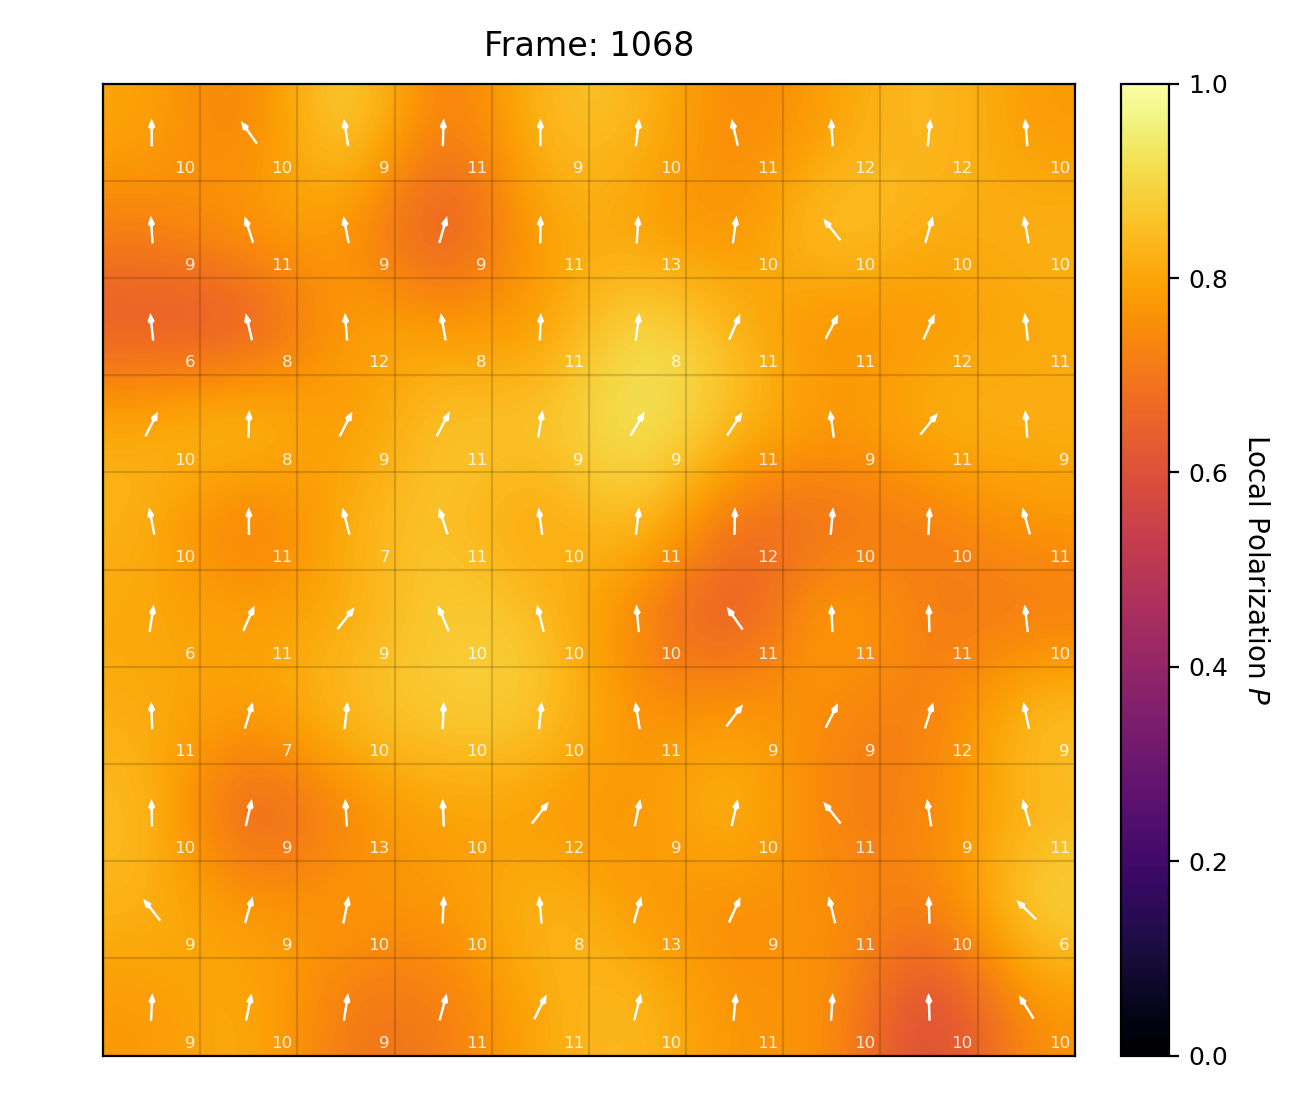 Frame: 1068
10 10 9 11 9 10 11 12 12 10
9 11 9 9 11 13 10 10 10 10
6 8 12 8 11 8 11 11 12 11
10 8 9 11 9 9 11 9 11 9
10 11 7 11 10 11 12 10 10 11
6 11 9 10 10 10 11 11 11 10
11 7 10 10 10 11 9 9 12 9
10 9 13 10 12 9 10 11 9 11
9 9 10 10 8 13 9 11 10 6
9 10 9 11 11 10 11 10 10 10
1.0
0.8
0.6
0.4
0.2
0.0
Local Polarization P